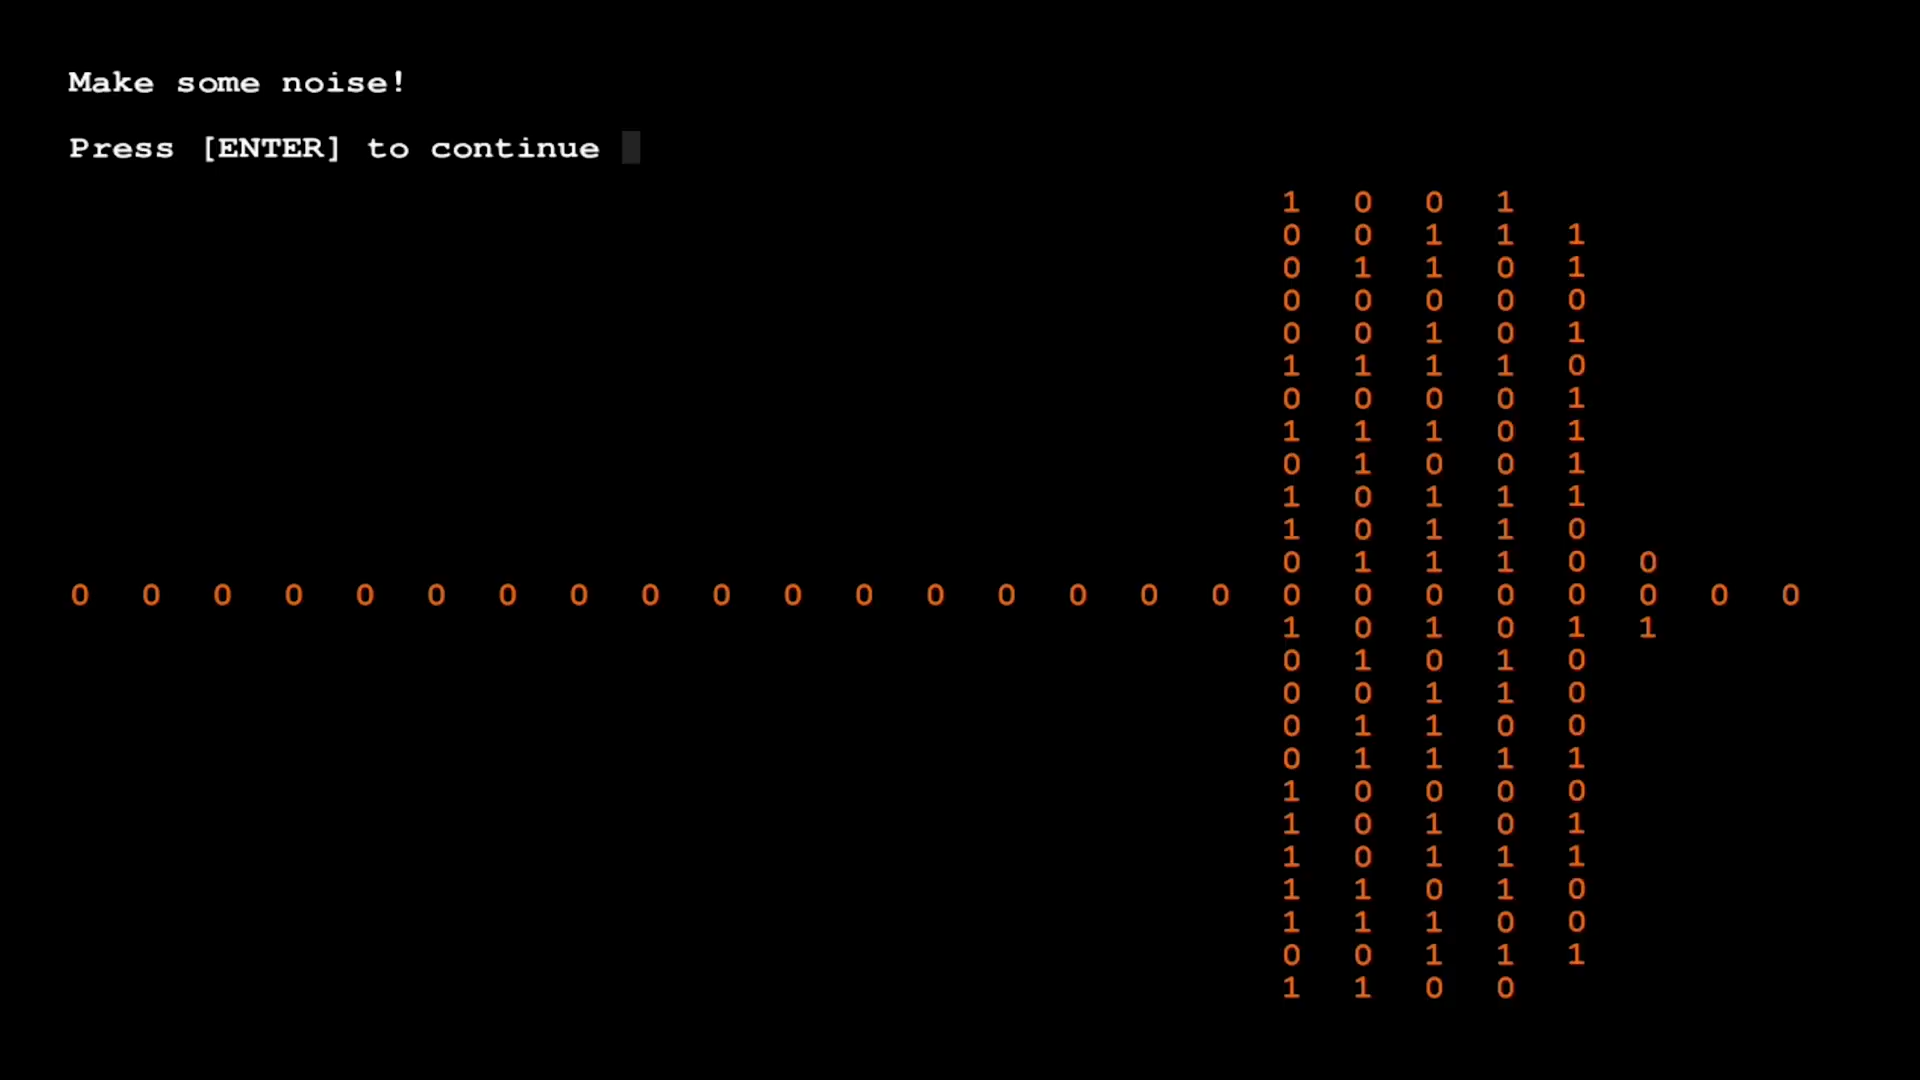 Make some noise!
Press [ENTER] to continue
1 0 0 1
0 0 1 1 1
0 1 1 0 1
0 0 0 0 0
0 0 1 0 1
1 1 1 1 0
0 0 0 0 1
1 1 1 0 1
0 1 0 0 1
1 0 1 1 1
1 0 1 1 0
0 1 1 1 0 0
0 0 0 0 0 0 0 0 0 0 0 0 0 0 0 0 0 0 0 0 0 0 0 0 0
1 0 1 0 1 1
0 1 0 1 0
0 0 1 1 0
0 1 1 0 0
0 1 1 1 1
1 0 0 0 0
1 0 1 0 1
1 0 1 1 1
1 1 0 1 0
1 1 1 0 0
0 0 1 1 1
1 1 0 0